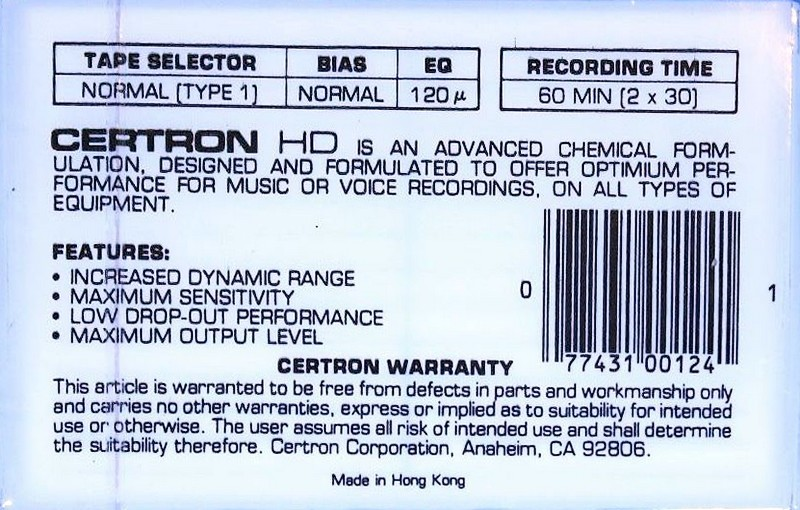 TAPE SELECTOR BIAS EQ
NORMAL (TYPE 1) NORMAL 120µ
RECORDING TIME
60 MIN (2 x 30)
CERTRON HD IS AN ADVANCED CHEMICAL FORM-
ULATION, DESIGNED AND FORMULATED TO OFFER OPTIMIUM PER-
FORMANCE FOR MUSIC OR VOICE RECORDINGS, ON ALL TYPES OF
EQUIPMENT.
FEATURES:
• INCREASED DYNAMIC RANGE
• MAXIMUM SENSITIVITY
• LOW DROP-OUT PERFORMANCE
• MAXIMUM OUTPUT LEVEL
0 77431 00124 1
CERTRON WARRANTY
This article is warranted to be free from defects in parts and workmanship only
and carries no other warranties, express or implied as to suitability for intended
use or otherwise. The user assumes all risk of intended use and shall determine
the suitability therefore. Certron Corporation, Anaheim, CA 92806.
Made in Hong Kong